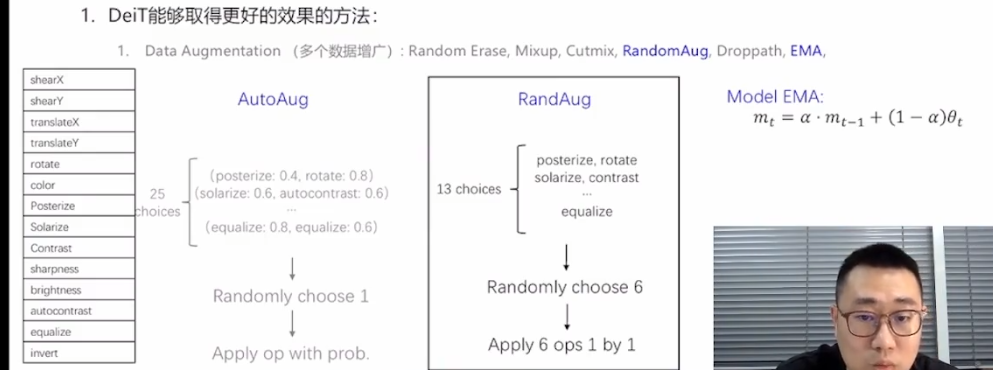 1. DeiT能够取得更好的效果的方法：
1. Data Augmentation （多个数据增广）: Random Erase, Mixup, Cutmix, RandomAug, Droppath, EMA,
shearX
shearY
translateX
translateY
rotate
color
Posterize
Solarize
Contrast
sharpness
brightness
autocontrast
equalize
invert
AutoAug
25
choices
(posterize: 0.4, rotate: 0.8)
(solarize: 0.6, autocontrast: 0.6)
...
(equalize: 0.8, equalize: 0.6)
Randomly choose 1
Apply op with prob.
RandAug
13 choices
posterize, rotate
solarize, contrast
...
equalize
Randomly choose 6
Apply 6 ops 1 by 1
Model EMA:
m_t = α · m_{t−1} + (1 − α)θ_t